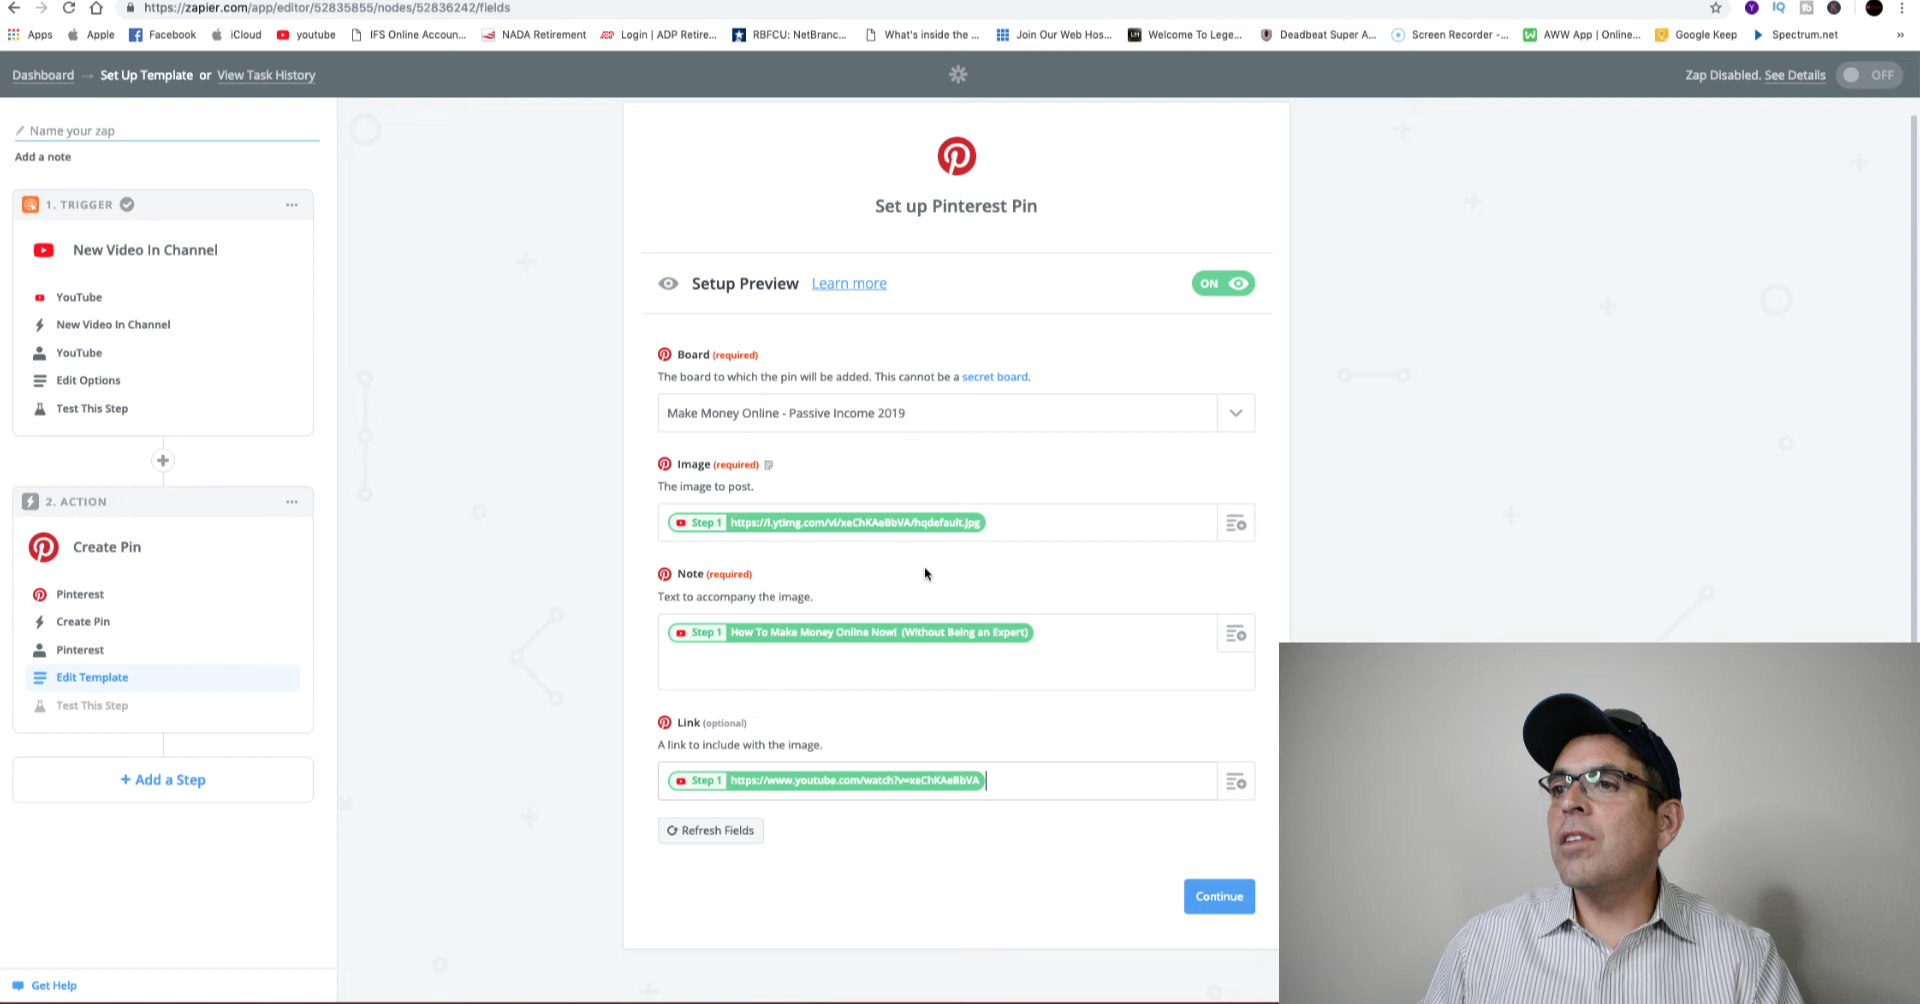 https://zapier.com/app/editor/52835855/nodes/52836242/fields
Apps Apple Facebook iCloud youtube IFS Online Accoun... NADA Retirement Login | ADP Retire... RBFCU: NetBranc... What's inside the ... Join Our Web Hos... Welcome To Lege... Deadbeat Super A... Screen Recorder -... AWW App | Online... Google Keep Spectrum.net »
Dashboard → Set Up Template or View Task History
Zap Disabled. See Details OFF
Name your zap
Add a note
1. TRIGGER
New Video In Channel
YouTube
New Video In Channel
YouTube
Edit Options
Test This Step
2. ACTION
Create Pin
Pinterest
Create Pin
Pinterest
Edit Template
Test This Step
+ Add a Step
Get Help
Set up Pinterest Pin
Setup Preview Learn more ON
Board (required)
The board to which the pin will be added. This cannot be a secret board.
Make Money Online - Passive Income 2019
Image (required)
The image to post.
Step 1 https://i.ytimg.com/vi/xeChKAeBbVA/hqdefault.jpg
Note (required)
Text to accompany the image.
Step 1 How To Make Money Online Now! (Without Being an Expert)
Link (optional)
A link to include with the image.
Step 1 https://www.youtube.com/watch?v=xeChKAeBbVA
Refresh Fields
Continue